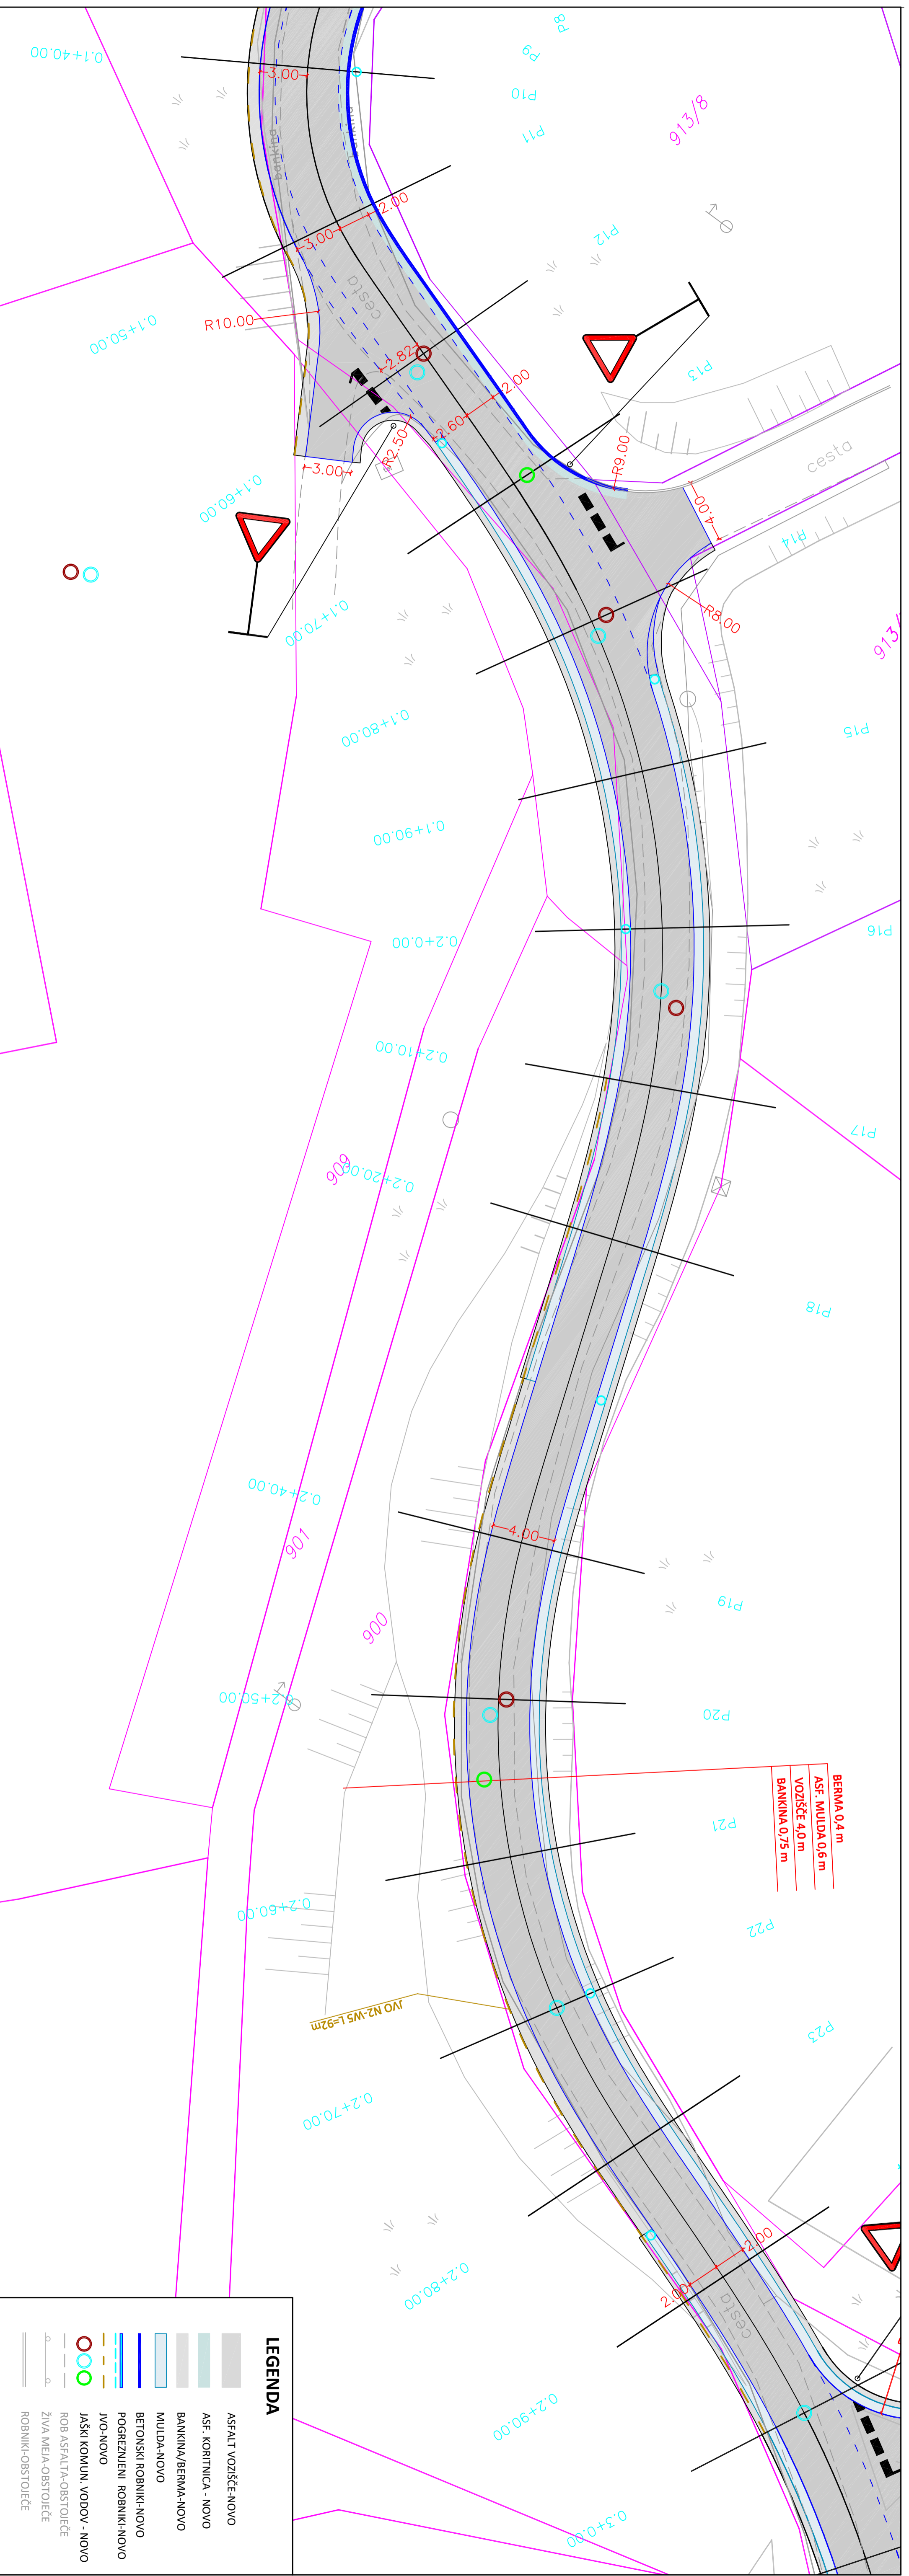 0.1+40.00
0.1+50.00
0.1+60.00
0.1+70.00
0.1+80.00
0.1+90.00
0.2+0.00
0.2+10.00
0.2+20.00
0.2+40.00
0.2+50.00
0.2+60.00
0.2+70.00
0.2+80.00
0.2+90.00
0.3+0.00
P8
P9
P10
P11
P12
P13
P14
P15
P16
P17
P18
P19
P20
P21
P22
P23
913/8
909
901
900
3.00
bankina
bankina
2.00
3.00
cesta
R10.00
2.82
2.00
2.60
R2.50
3.00
R9.00
cesta
4.00
R8.00
4.00
BERMA 0,4 m
ASF. MULDA 0,6 m
VOZIŠČE 4,0 m
BANKINA 0,75 m
JVO N2-W5 L=92m
2.00
2.00
cesta
LEGENDA
ASFALT VOZIŠČE-NOVO
ASF. KORITNICA - NOVO
BANKINA/BERMA-NOVO
MULDA-NOVO
BETONSKI ROBNIKI-NOVO
POGREZNJENI ROBNIKI-NOVO
JVO-NOVO
JAŠKI KOMUN. VODOV - NOVO
ROB ASFALTA-OBSTOJEČE
ŽIVA MEJA-OBSTOJEČE
ROBNIKI-OBSTOJEČE